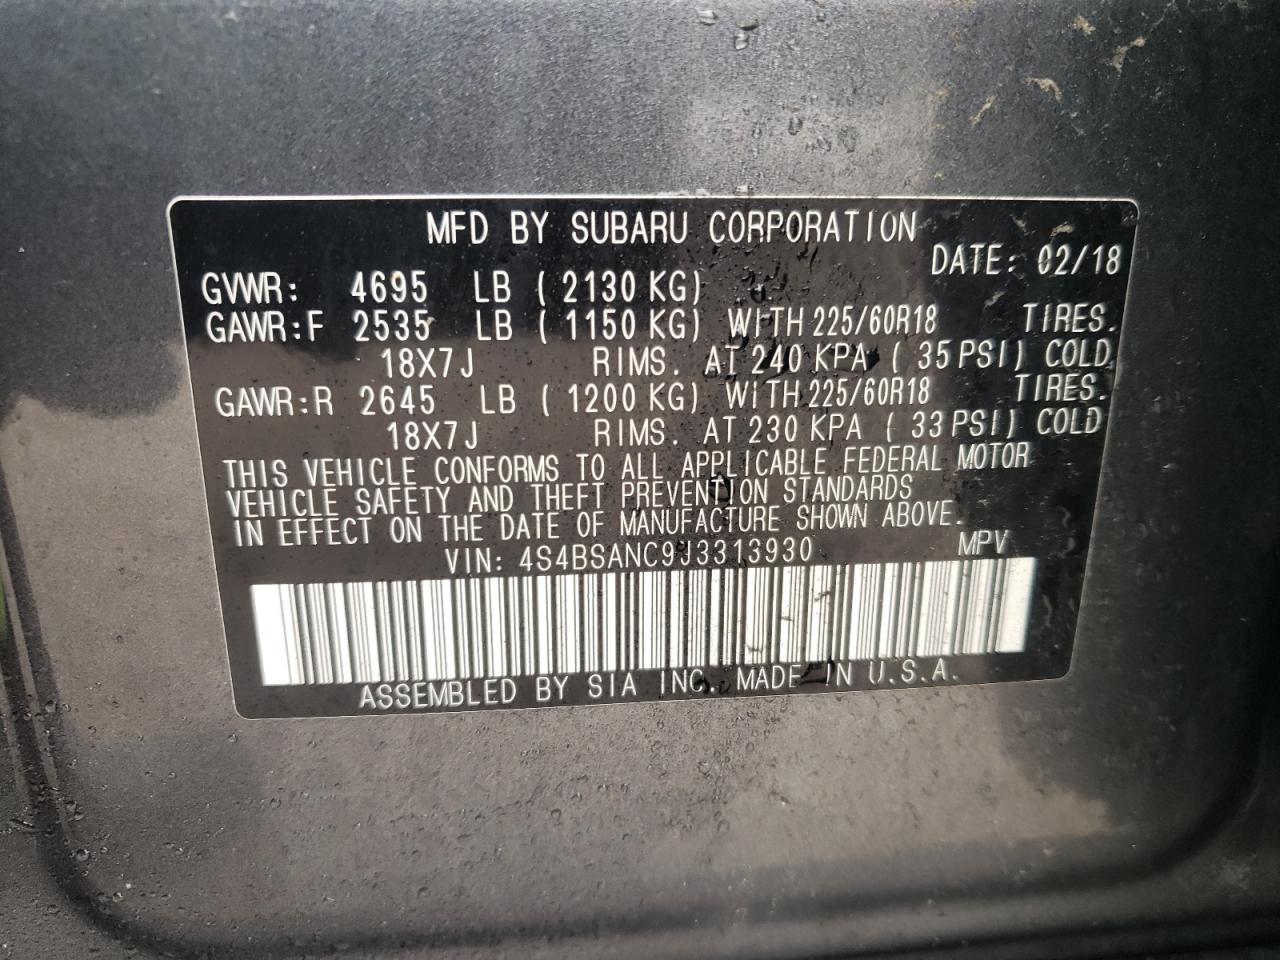 MFD BY SUBARU CORPORATION
DATE: 02/18
GVWR: 4695 LB ( 2130 KG)
GAWR:F 2535 LB ( 1150 KG) WITH 225/60R18 TIRES.
18X7J RIMS. AT 240 KPA ( 35 PSI) COLD
GAWR:R 2645 LB ( 1200 KG) WITH 225/60R18 TIRES.
18X7J RIMS. AT 230 KPA ( 33 PSI) COLD
THIS VEHICLE CONFORMS TO ALL APPLICABLE FEDERAL MOTOR
VEHICLE SAFETY AND THEFT PREVENTION STANDARDS
IN EFFECT ON THE DATE OF MANUFACTURE SHOWN ABOVE.
VIN: 4S4BSANC9J3313930 MPV
ASSEMBLED BY SIA INC. MADE IN U.S.A.